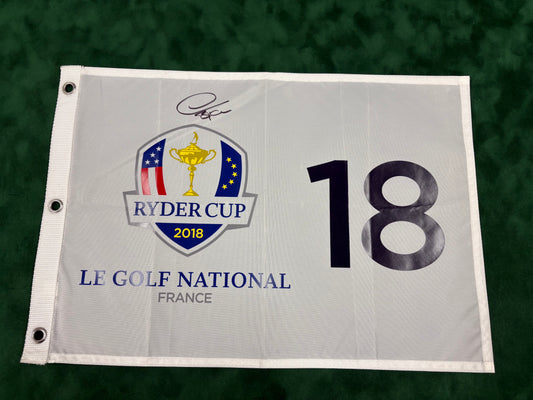 RYDER CUP
2018
LE GOLF NATIONAL
FRANCE
18